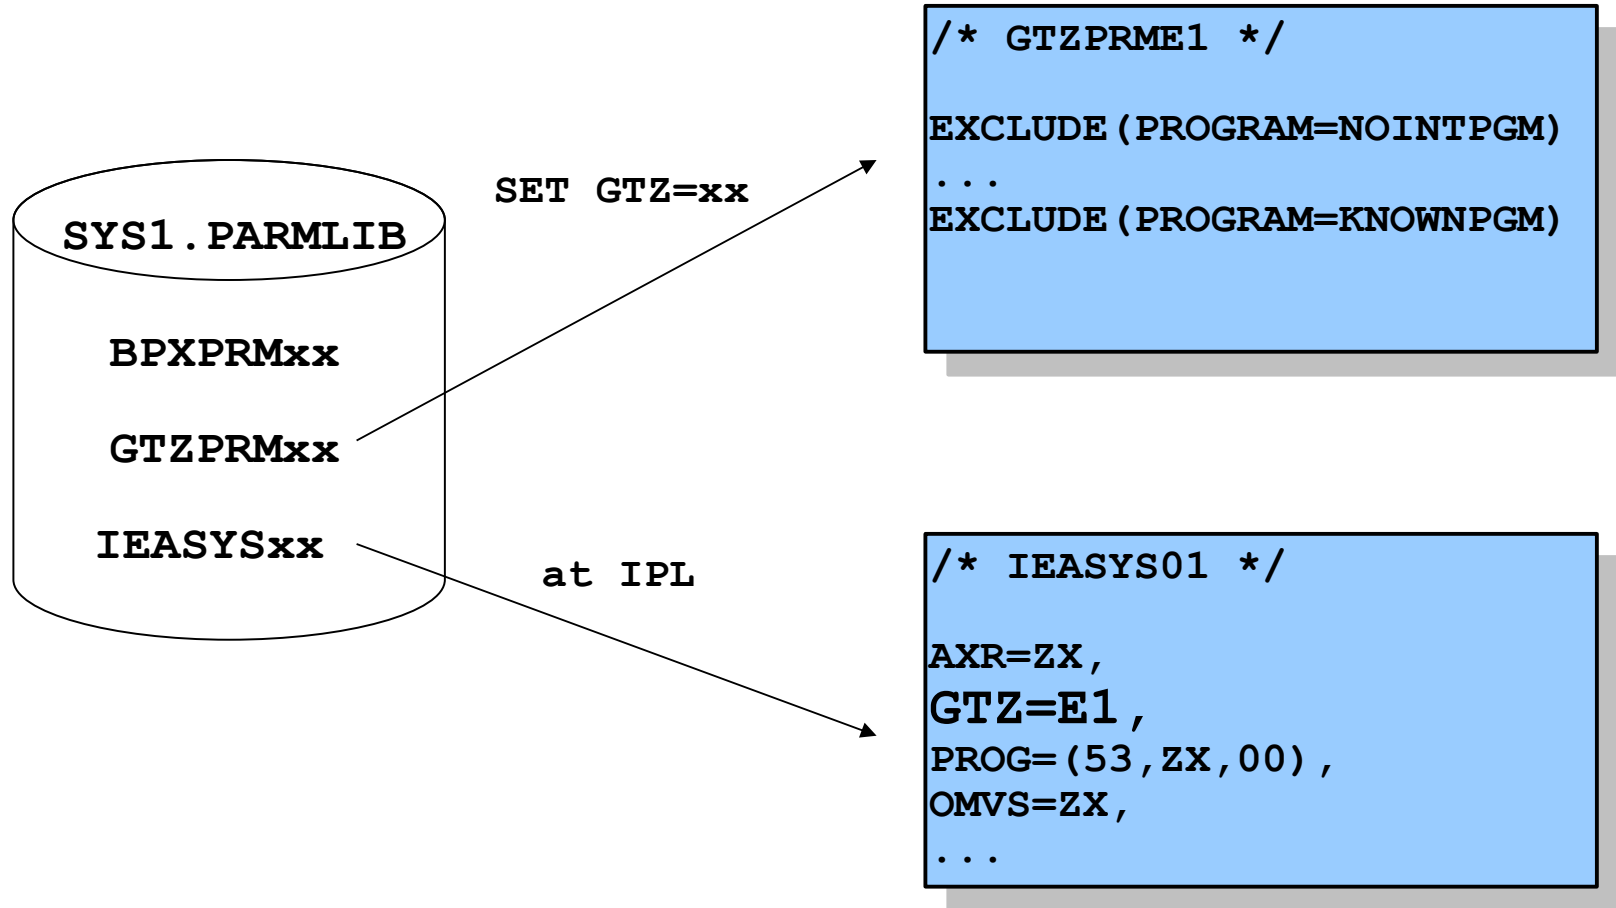 SYS1.PARMLIB
BPXPRMxx
GTZPRMxx
IEASYSxx
SET GTZ=xx
at IPL
/* GTZPRME1 */
EXCLUDE(PROGRAM=NOINTPGM)
...
EXCLUDE(PROGRAM=KNOWNPGM)
/* IEASYS01 */
AXR=ZX,
GTZ=E1,
PROG=(53,ZX,00),
OMVS=ZX,
...